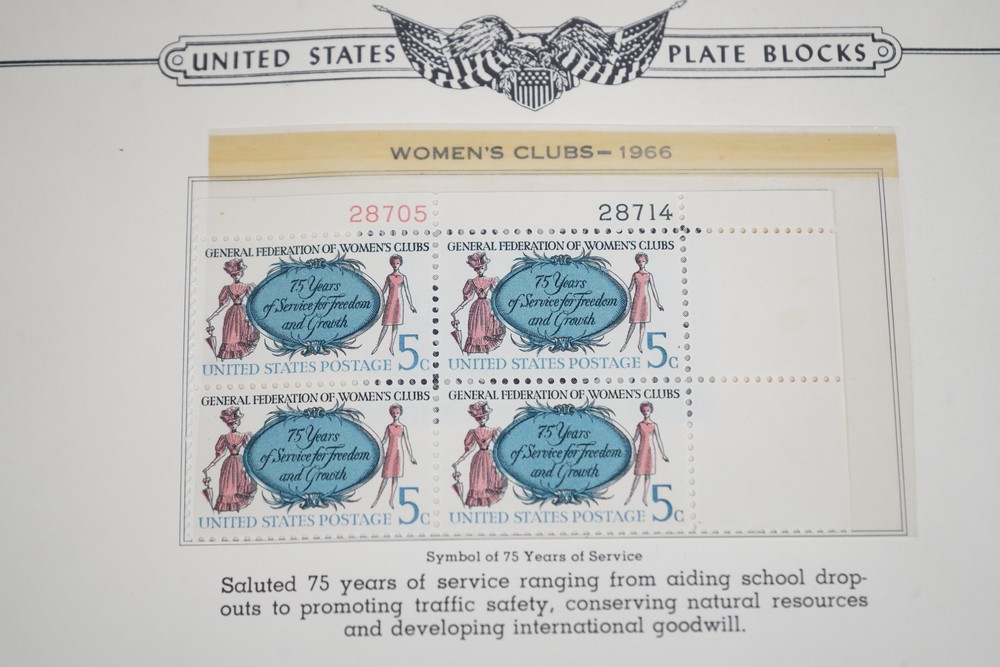 UNITED STATES PLATE BLOCKS
WOMEN'S CLUBS—1966
28705 28714
GENERAL FEDERATION OF WOMEN'S CLUBS
75 Years
of Service for Freedom
and Growth
UNITED STATES POSTAGE 5c
GENERAL FEDERATION OF WOMEN'S CLUBS
75 Years
of Service for Freedom
and Growth
UNITED STATES POSTAGE 5c
GENERAL FEDERATION OF WOMEN'S CLUBS
75 Years
of Service for Freedom
and Growth
UNITED STATES POSTAGE 5c
GENERAL FEDERATION OF WOMEN'S CLUBS
75 Years
of Service for Freedom
and Growth
UNITED STATES POSTAGE 5c
Symbol of 75 Years of Service
Saluted 75 years of service ranging from aiding school drop-
outs to promoting traffic safety, conserving natural resources
and developing international goodwill.